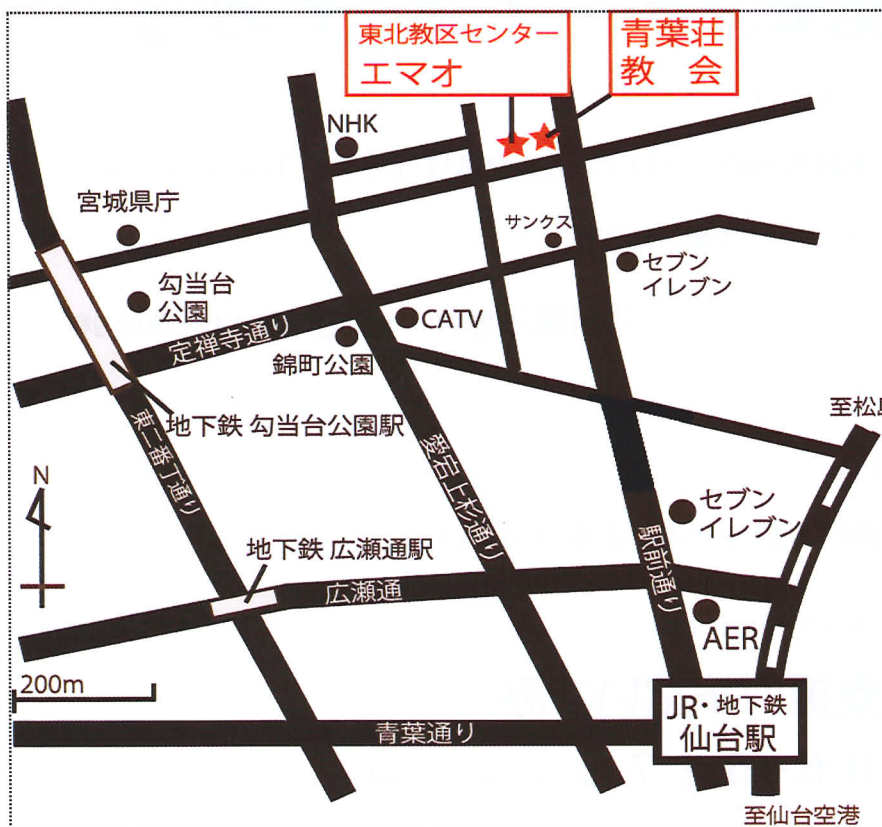 東北教区センター
エマオ
青葉荘
教 会
NHK
宮城県庁
サンクス
勾当台
公園
セブン
イレブン
CATV
定禅寺通り
錦町公園
地下鉄 勾当台公園駅
至松島
東二番丁通り
愛宕上杉通り
N
セブン
イレブン
地下鉄 広瀬通駅
駅前通り
広瀬通
AER
200m
JR・地下鉄
仙台駅
青葉通り
至仙台空港